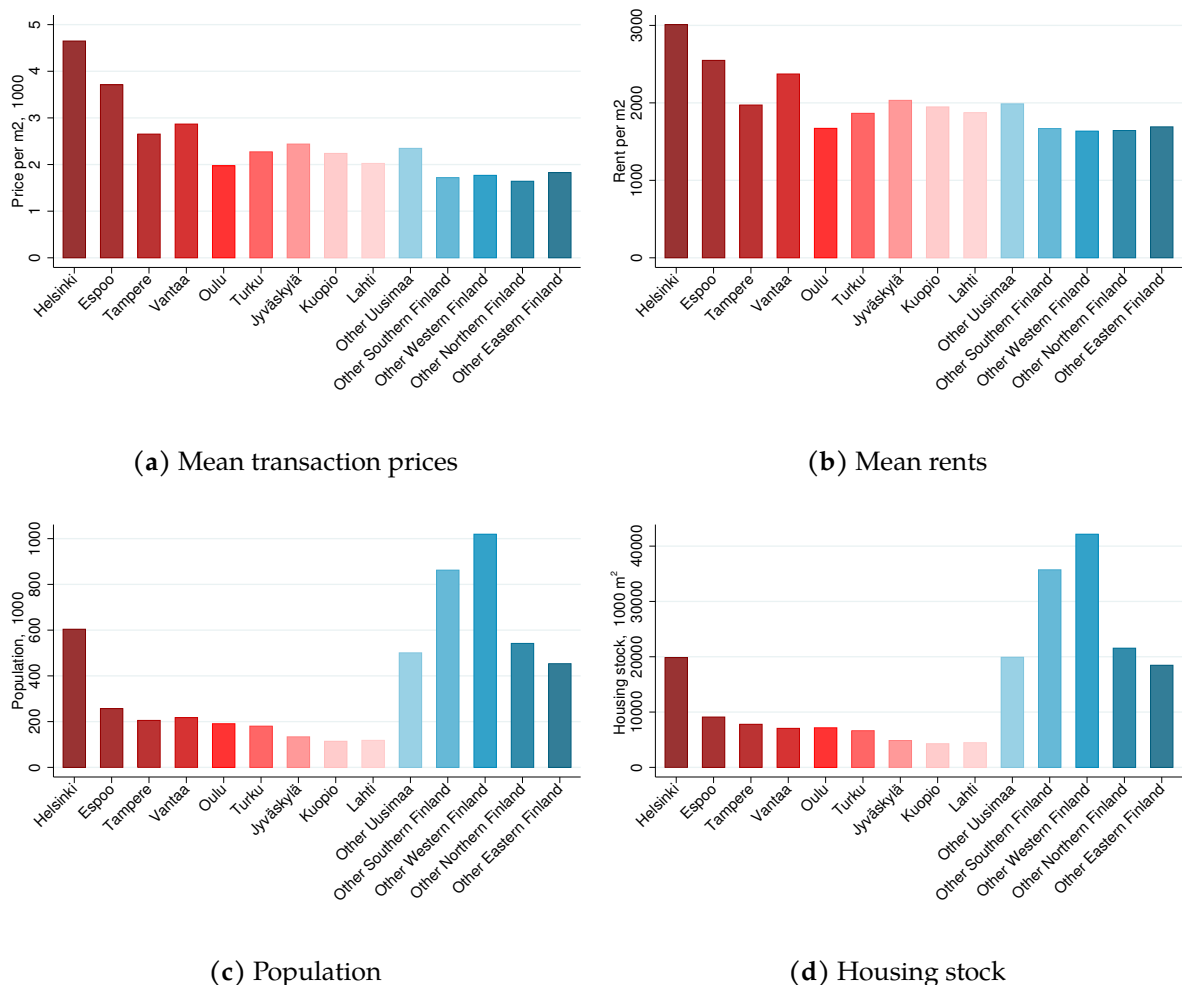 Price per m2, 1000
0
1
2
3
4
5
Helsinki
Espoo
Tampere
Vantaa
Oulu
Turku
Jyväskylä
Kuopio
Lahti
Other Uusimaa
Other Southern Finland
Other Western Finland
Other Northern Finland
Other Eastern Finland
(a) Mean transaction prices
Rent per m2
0
1000
2000
3000
Helsinki
Espoo
Tampere
Vantaa
Oulu
Turku
Jyväskylä
Kuopio
Lahti
Other Uusimaa
Other Southern Finland
Other Western Finland
Other Northern Finland
Other Eastern Finland
(b) Mean rents
Population, 1000
0
200
400
600
800
1000
Helsinki
Espoo
Tampere
Vantaa
Oulu
Turku
Jyväskylä
Kuopio
Lahti
Other Uusimaa
Other Southern Finland
Other Western Finland
Other Northern Finland
Other Eastern Finland
(c) Population
Housing stock, 1000 m²
0
10000
20000
30000
40000
Helsinki
Espoo
Tampere
Vantaa
Oulu
Turku
Jyväskylä
Kuopio
Lahti
Other Uusimaa
Other Southern Finland
Other Western Finland
Other Northern Finland
Other Eastern Finland
(d) Housing stock